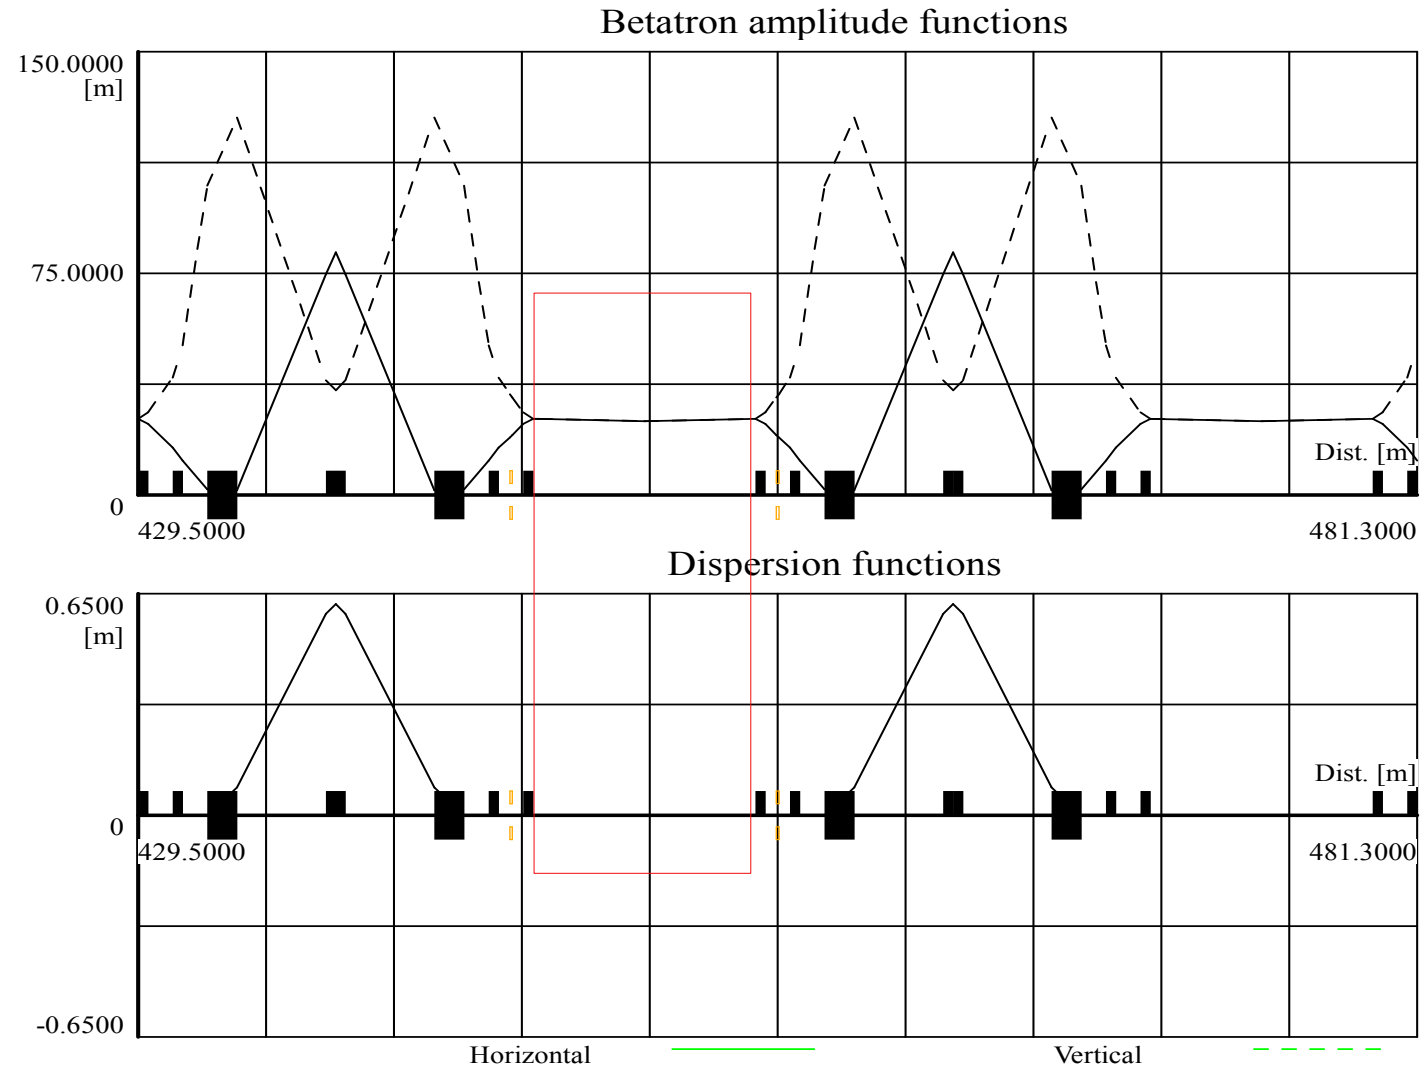 Betatron amplitude functions
150.0000
[m]
75.0000
Dist. [m]
0
429.5000 481.3000
Dispersion functions
0.6500
[m]
Dist. [m]
0
429.5000 481.3000
-0.6500
Horizontal Vertical